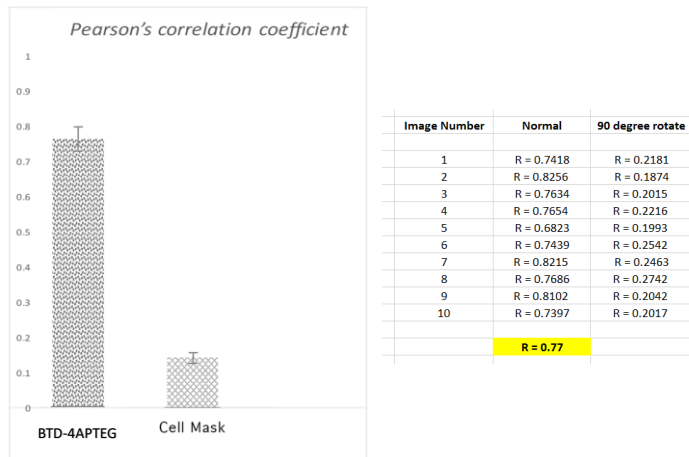 Pearson's correlation coefficient
1
0.9
0.8
0.7
0.6
0.5
0.4
0.3
0.2
0.1
0
BTD-4APTEG
Cell Mask
Image Number Normal 90 degree rotate
1 R = 0.7418 R = 0.2181
2 R = 0.8256 R = 0.1874
3 R = 0.7634 R = 0.2015
4 R = 0.7654 R = 0.2216
5 R = 0.6823 R = 0.1993
6 R = 0.7439 R = 0.2542
7 R = 0.8215 R = 0.2463
8 R = 0.7686 R = 0.2742
9 R = 0.8102 R = 0.2042
10 R = 0.7397 R = 0.2017
R = 0.77